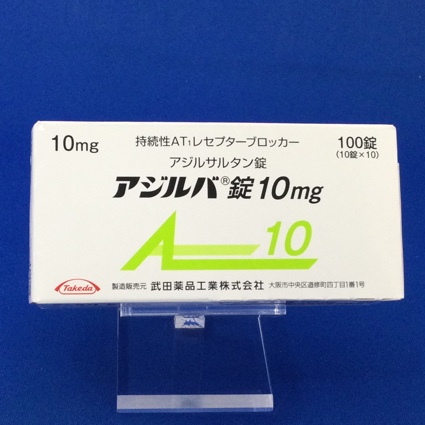 10mg
持続性AT₁レセプターブロッカー
100錠
(10錠×10)
アジルサルタン錠
アジルバ®錠10mg
10
Takeda
製造販売元 武田薬品工業株式会社 大阪市中央区道修町四丁目1番1号